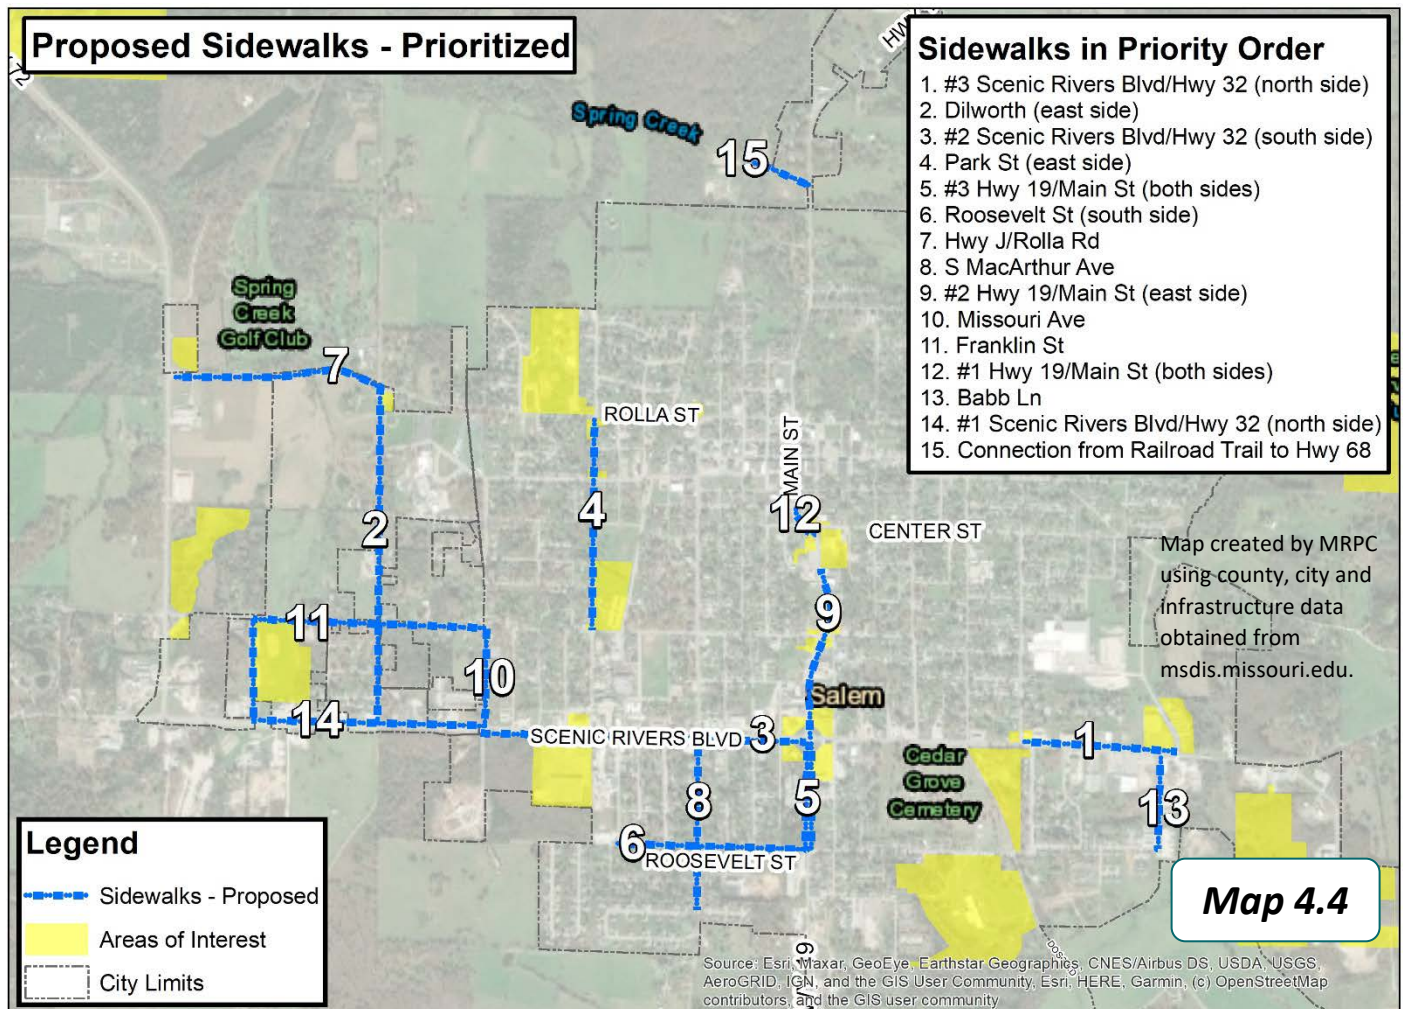 Proposed Sidewalks - Prioritized
72
Sidewalks in Priority Order
1. #3 Scenic Rivers Blvd/Hwy 32 (north side)
2. Dilworth (east side)
3. #2 Scenic Rivers Blvd/Hwy 32 (south side)
4. Park St (east side)
5. #3 Hwy 19/Main St (both sides)
6. Roosevelt St (south side)
7. Hwy J/Rolla Rd
8. S MacArthur Ave
9. #2 Hwy 19/Main St (east side)
10. Missouri Ave
11. Franklin St
12. #1 Hwy 19/Main St (both sides)
13. Babb Ln
14. #1 Scenic Rivers Blvd/Hwy 32 (north side)
15. Connection from Railroad Trail to Hwy 68
Spring Creek
15
Spring
Creek
Golf Club
7
ROLLA ST
MAIN ST
2
4
12
CENTER ST
Map created by MRPC
using county, city and
infrastructure data
obtained from
msdis.missouri.edu.
11
9
10
Salem
14
SCENIC RIVERS BLVD
3
1
Cedar
Grove
Cemetery
8
5
13
6
ROOSEVELT ST
Legend
Sidewalks - Proposed
Areas of Interest
City Limits
Map 4.4
Source: Esri, Maxar, GeoEye, Earthstar Geographics, CNES/Airbus DS, USDA, USGS,
AeroGRID, IGN, and the GIS User Community, Esri, HERE, Garmin, (c) OpenStreetMap
contributors, and the GIS user community